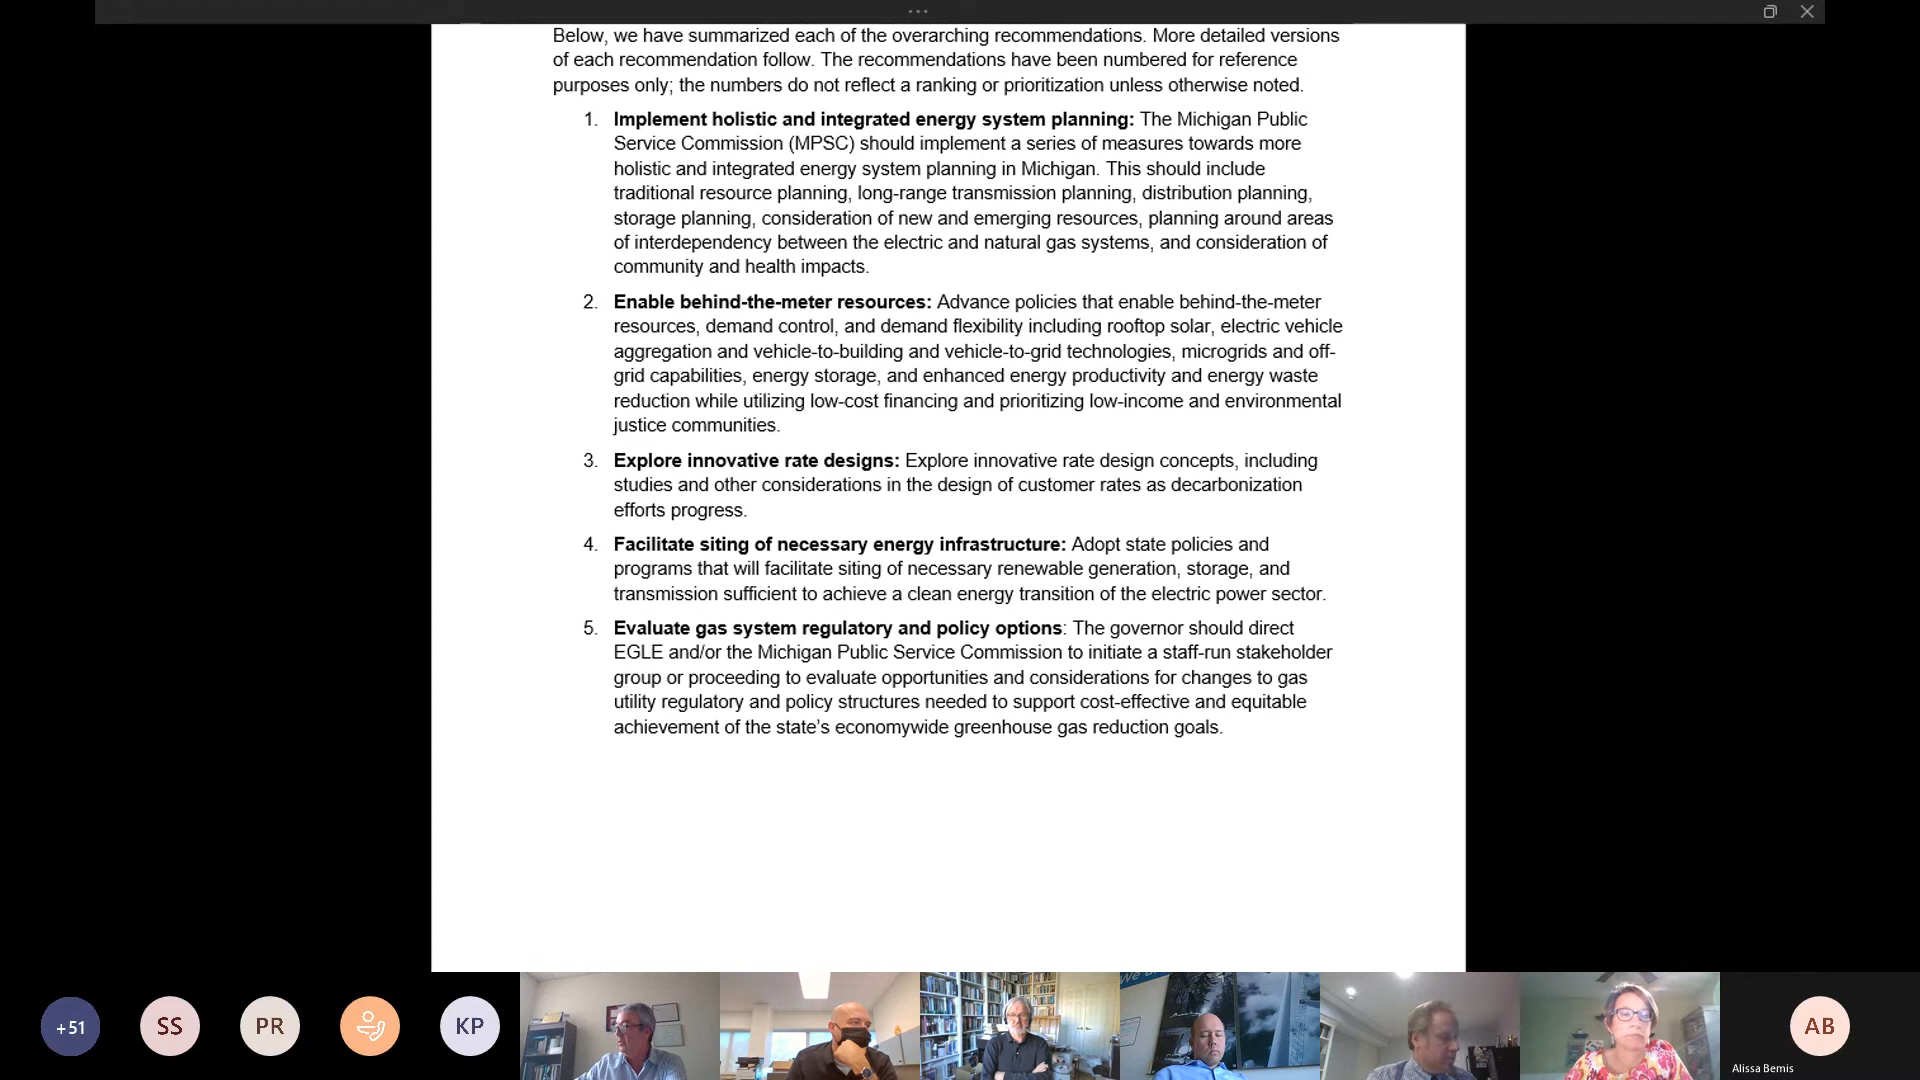 Below, we have summarized each of the overarching recommendations. More detailed versions
of each recommendation follow. The recommendations have been numbered for reference
purposes only; the numbers do not reflect a ranking or prioritization unless otherwise noted.
1. Implement holistic and integrated energy system planning: The Michigan Public
Service Commission (MPSC) should implement a series of measures towards more
holistic and integrated energy system planning in Michigan. This should include
traditional resource planning, long-range transmission planning, distribution planning,
storage planning, consideration of new and emerging resources, planning around areas
of interdependency between the electric and natural gas systems, and consideration of
community and health impacts.
2. Enable behind-the-meter resources: Advance policies that enable behind-the-meter
resources, demand control, and demand flexibility including rooftop solar, electric vehicle
aggregation and vehicle-to-building and vehicle-to-grid technologies, microgrids and off-
grid capabilities, energy storage, and enhanced energy productivity and energy waste
reduction while utilizing low-cost financing and prioritizing low-income and environmental
justice communities.
3. Explore innovative rate designs: Explore innovative rate design concepts, including
studies and other considerations in the design of customer rates as decarbonization
efforts progress.
4. Facilitate siting of necessary energy infrastructure: Adopt state policies and
programs that will facilitate siting of necessary renewable generation, storage, and
transmission sufficient to achieve a clean energy transition of the electric power sector.
5. Evaluate gas system regulatory and policy options: The governor should direct
EGLE and/or the Michigan Public Service Commission to initiate a staff-run stakeholder
group or proceeding to evaluate opportunities and considerations for changes to gas
utility regulatory and policy structures needed to support cost-effective and equitable
achievement of the state’s economywide greenhouse gas reduction goals.
+51
SS
PR
KP
AB
Alissa Bemis